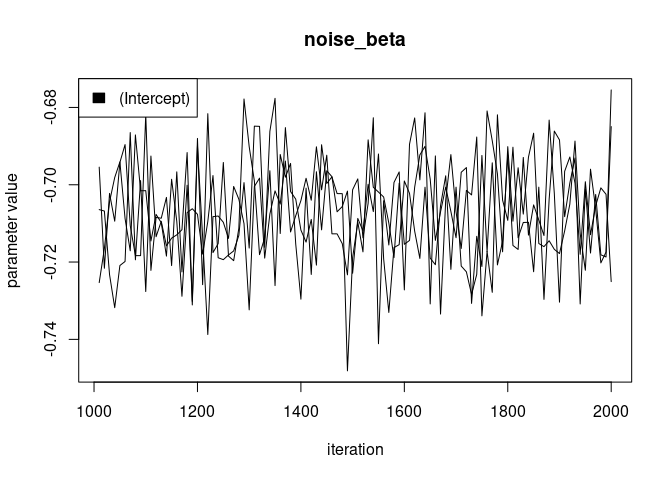 noise_beta
(Intercept)
parameter value
-0.68
-0.70
-0.72
-0.74
1000 1200 1400 1600 1800 2000
iteration